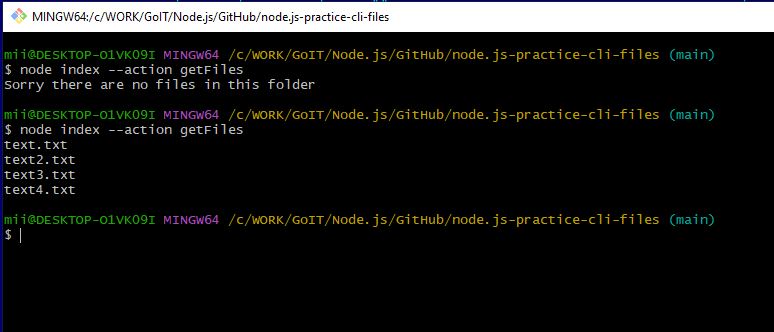 MINGW64:/c/WORK/GoIT/Node.js/GitHub/node.js-practice-cli-files
mii@DESKTOP-O1VK09I MINGW64 /c/WORK/GoIT/Node.js/GitHub/node.js-practice-cli-files (main)
$ node index --action getFiles
Sorry there are no files in this folder
mii@DESKTOP-O1VK09I MINGW64 /c/WORK/GoIT/Node.js/GitHub/node.js-practice-cli-files (main)
$ node index --action getFiles
text.txt
text2.txt
text3.txt
text4.txt
mii@DESKTOP-O1VK09I MINGW64 /c/WORK/GoIT/Node.js/GitHub/node.js-practice-cli-files (main)
$